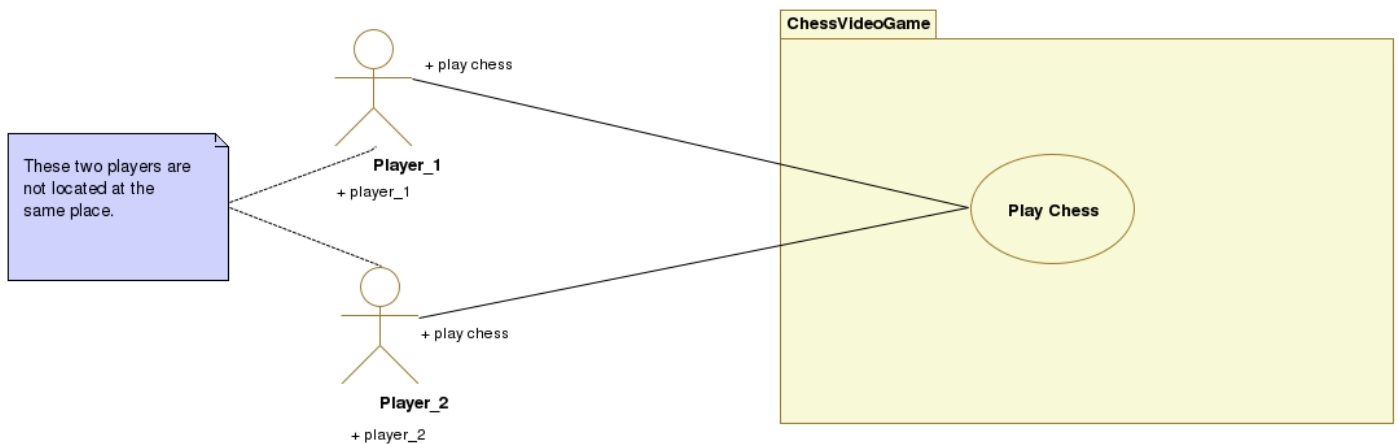 ChessVideoGame
+ play chess
These two players are
not located at the
same place.
Player_1
+ player_1
Play Chess
+ play chess
Player_2
+ player_2